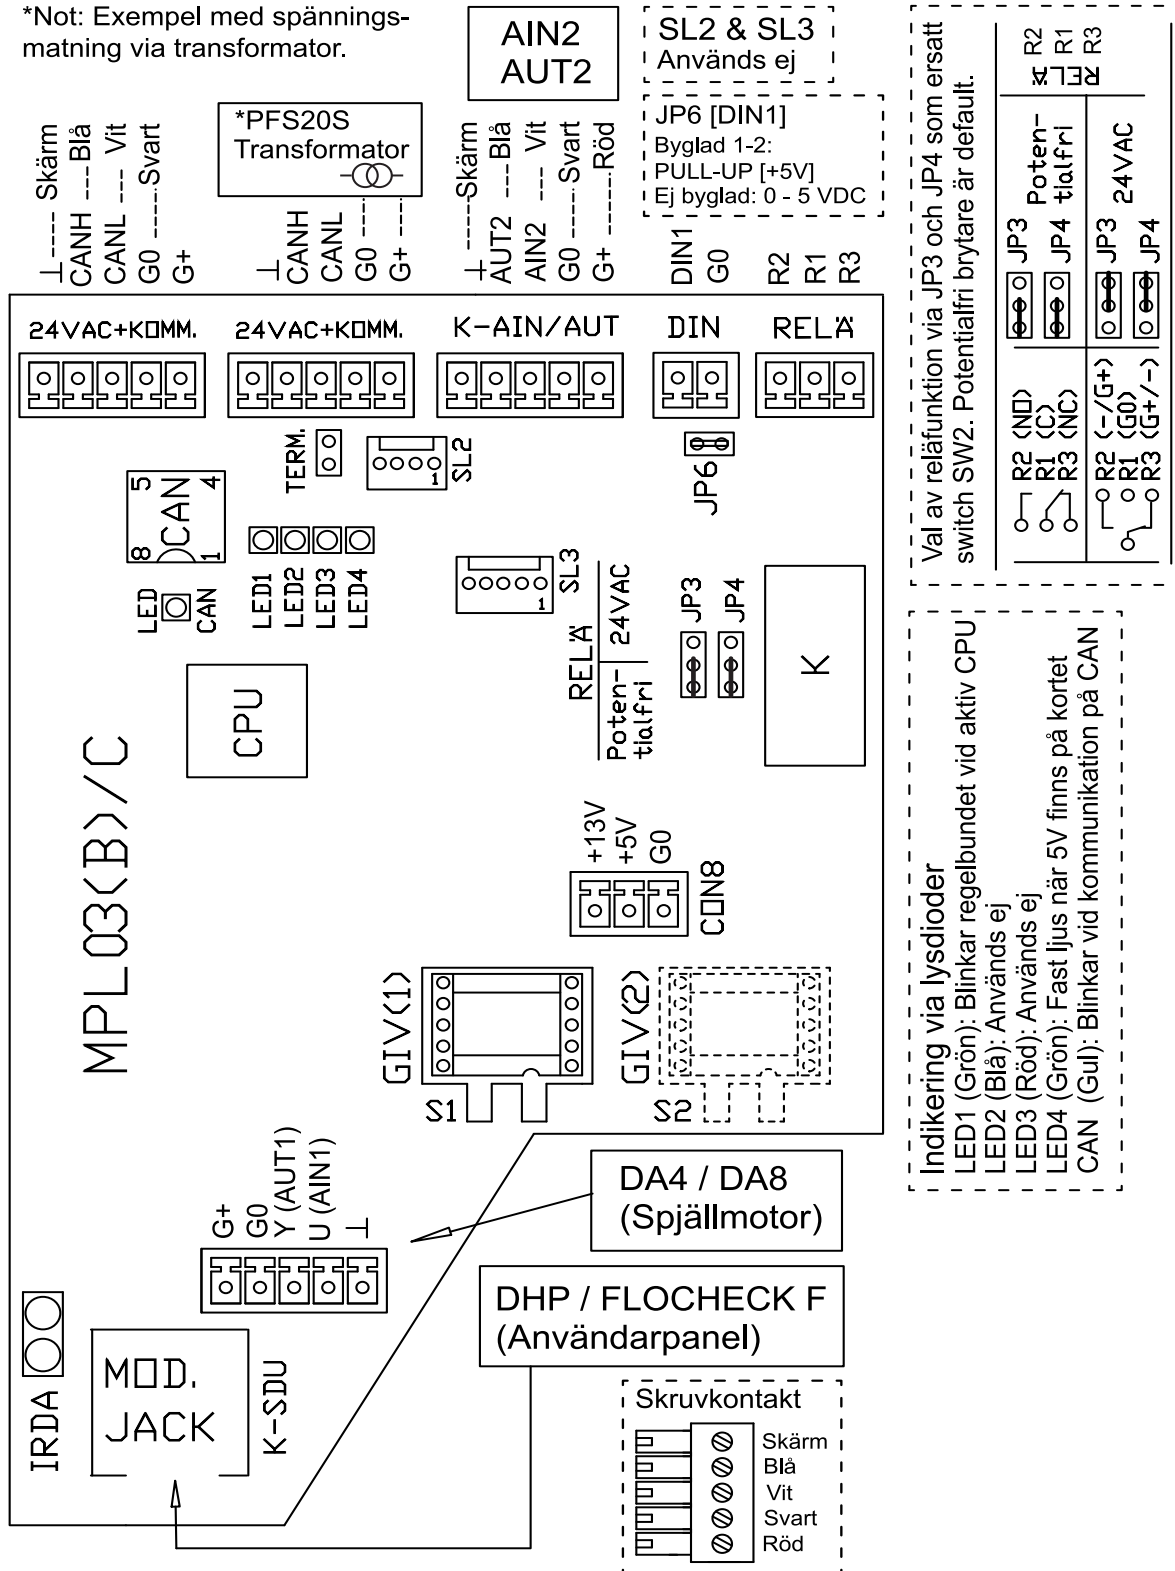 *Not: Exempel med spännings-
matning via transformator.
AIN2
AUT2
SL2 & SL3
Används ej
JP6 [DIN1]
Byglad 1-2:
PULL-UP [+5V]
Ej byglad: 0 - 5 VDC
*PFS20S
Transformator
⊥ ----- Skärm
CANH ---- Blå
CANL --- Vit
G0 ------ Svart
G+
⊥
CANH
CANL
G0
G+
⊥ ------ Skärm
AUT2 --- Blå
AIN2 --- Vit
G0 ------ Svart
G+ ------ Röd
DIN1
G0
R2
R1
R3
24VAC+KOMM.
24VAC+KOMM.
K-AIN/AUT
DIN
RELÄ
TERM.
1
SL2
JP6
5
4
CAN
8
1
LED
CAN
LED1
LED2
LED3
LED4
1
SL3
RELÄ
24VAC
Poten-
tialfri
JP3
JP4
K
CPU
MPL03(B)/C
+13V
+5V
G0
CON8
GIV(1)
S1
GIV(2)
S2
G+
G0
Y (AUT1)
U (AIN1)
⊥
DA4 / DA8
(Spjällmotor)
DHP / FLOCHECK F
(Användarpanel)
IRDA
MOD.
JACK
K-SDU
Skruvkontakt
Skärm
Blå
Vit
Svart
Röd
Val av reläfunktion via JP3 och JP4 som ersatt
switch SW2. Potentialfri brytare är default.
R2 (NO)
R1 (C)
R3 (NC)
JP3
JP4
Poten-
tialfri
RELÄ
R2
R1
R3
R2 (-/G+)
R1 (G0)
R3 (G+/-)
JP3
JP4
24VAC
Indikering via lysdioder
LED1 (Grön): Blinkar regelbundet vid aktiv CPU
LED2 (Blå): Används ej
LED3 (Röd): Används ej
LED4 (Grön): Fast ljus när 5V finns på kortet
CAN (Gul): Blinkar vid kommunikation på CAN